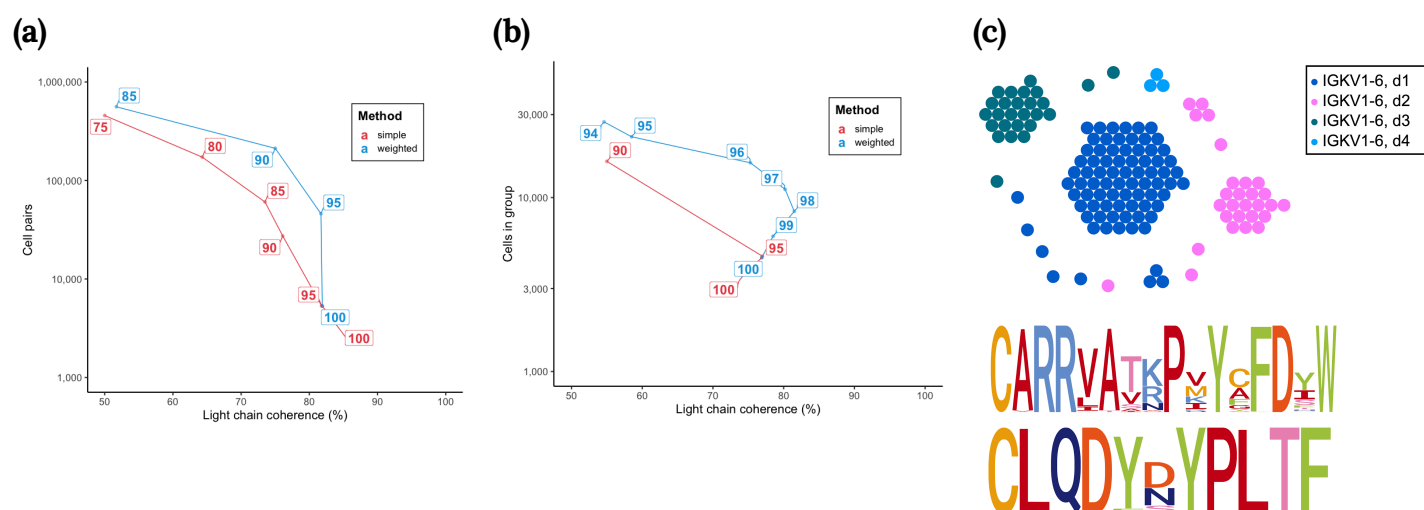 (a)
1,000,000
100,000
10,000
1,000
Cell pairs
50 60 70 80 90 100
Light chain coherence (%)
Method
a simple
a weighted
85
75
80
90
85
95
90
95
100
100
(b)
30,000
10,000
3,000
1,000
Cells in group
50 60 70 80 90 100
Light chain coherence (%)
Method
a simple
a weighted
94
95
90
96
97
98
99
95
100
100
(c)
IGKV1-6, d1
IGKV1-6, d2
IGKV1-6, d3
IGKV1-6, d4
CARRVATKPVYCFDYW
CLQDYDYPLTF